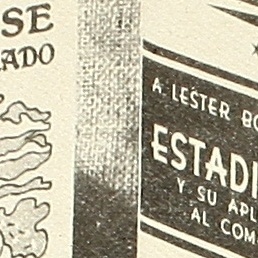 SE
ADO
A LESTER BO
ESTADI
Y SU APL
AL COM